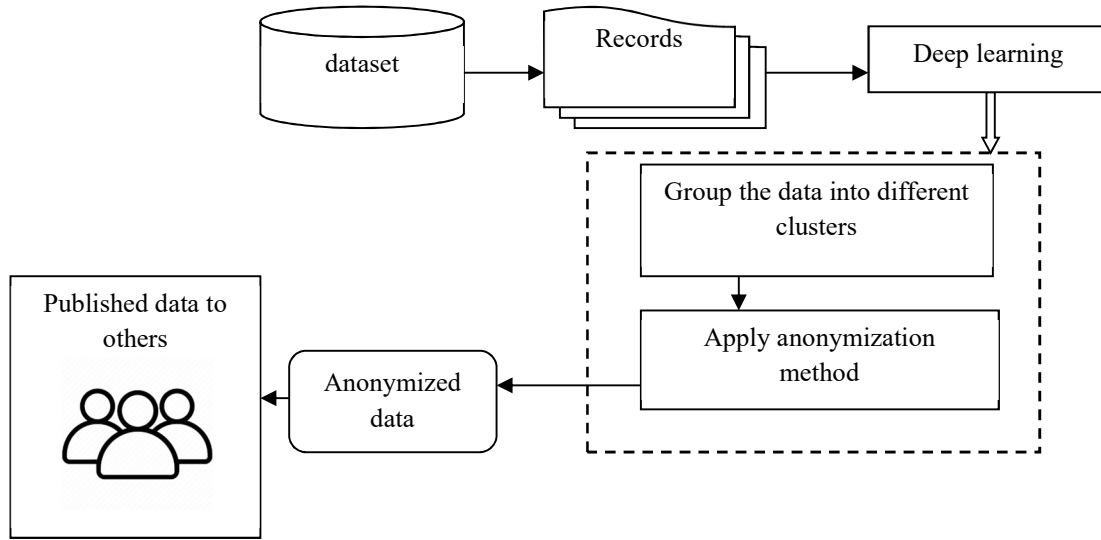 dataset
Records
Deep learning
Group the data into different
clusters
Apply anonymization
method
Anonymized
data
Published data to
others